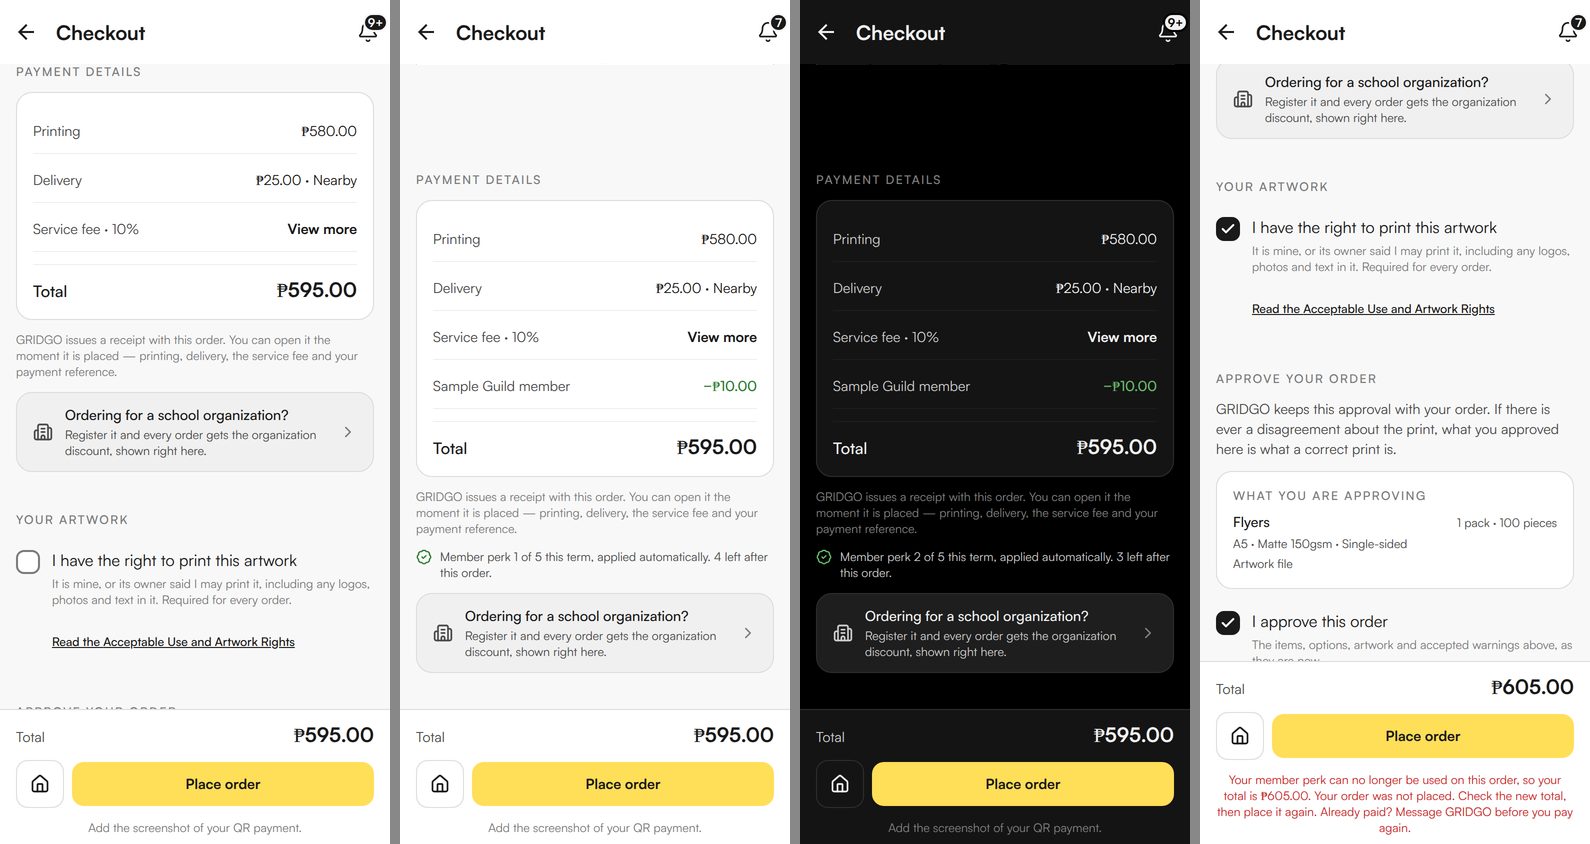 Checkout
9+
PAYMENT DETAILS
Printing
₱580.00
Delivery
₱25.00 · Nearby
Service fee · 10%
View more
Total
₱595.00
GRIDGO issues a receipt with this order. You can open it the
moment it is placed — printing, delivery, the service fee and your
payment reference.
Ordering for a school organization?
Register it and every order gets the organization
discount, shown right here.
YOUR ARTWORK
I have the right to print this artwork
It is mine, or its owner said I may print it, including any logos,
photos and text in it. Required for every order.
Read the Acceptable Use and Artwork Rights
APPROVE YOUR ORDER
Total
₱595.00
Place order
Add the screenshot of your QR payment.
Checkout
7
PAYMENT DETAILS
Printing
₱580.00
Delivery
₱25.00 · Nearby
Service fee · 10%
View more
Sample Guild member
−₱10.00
Total
₱595.00
GRIDGO issues a receipt with this order. You can open it the
moment it is placed — printing, delivery, the service fee and your
payment reference.
Member perk 1 of 5 this term, applied automatically. 4 left after
this order.
Ordering for a school organization?
Register it and every order gets the organization
discount, shown right here.
Total
₱595.00
Place order
Add the screenshot of your QR payment.
Checkout
9+
PAYMENT DETAILS
Printing
₱580.00
Delivery
₱25.00 · Nearby
Service fee · 10%
View more
Sample Guild member
−₱10.00
Total
₱595.00
GRIDGO issues a receipt with this order. You can open it the
moment it is placed — printing, delivery, the service fee and your
payment reference.
Member perk 2 of 5 this term, applied automatically. 3 left after
this order.
Ordering for a school organization?
Register it and every order gets the organization
discount, shown right here.
Total
₱595.00
Place order
Add the screenshot of your QR payment.
Checkout
7
Ordering for a school organization?
Register it and every order gets the organization
discount, shown right here.
YOUR ARTWORK
I have the right to print this artwork
It is mine, or its owner said I may print it, including any logos,
photos and text in it. Required for every order.
Read the Acceptable Use and Artwork Rights
APPROVE YOUR ORDER
GRIDGO keeps this approval with your order. If there is
ever a disagreement about the print, what you approved
here is what a correct print is.
WHAT YOU ARE APPROVING
Flyers
1 pack · 100 pieces
A5 · Matte 150gsm · Single-sided
Artwork file
I approve this order
The items, options, artwork and accepted warnings above, as
they are now
Total
₱605.00
Place order
Your member perk can no longer be used on this order, so your
total is ₱605.00. Your order was not placed. Check the new total,
then place it again. Already paid? Message GRIDGO before you pay
again.